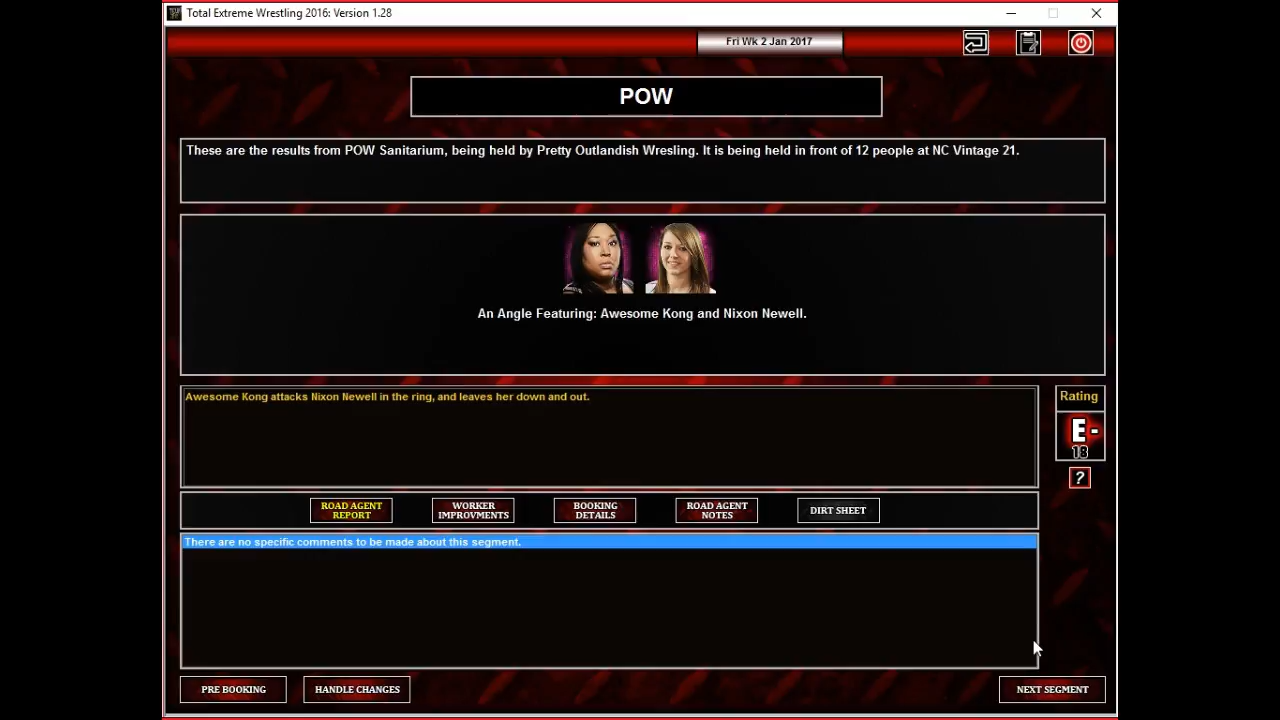 Total Extreme Wrestling 2016: Version 1.28
Fri Wk 2 Jan 2017
POW
These are the results from POW Sanitarium, being held by Pretty Outlandish Wresling. It is being held in front of 12 people at NC Vintage 21.
An Angle Featuring: Awesome Kong and Nixon Newell.
Awesome Kong attacks Nixon Newell in the ring, and leaves her down and out.
Rating
E-
18
?
ROAD AGENT
REPORT
WORKER
IMPROVMENTS
BOOKING
DETAILS
ROAD AGENT
NOTES
DIRT SHEET
There are no specific comments to be made about this segment.
PRE BOOKING
HANDLE CHANGES
NEXT SEGMENT